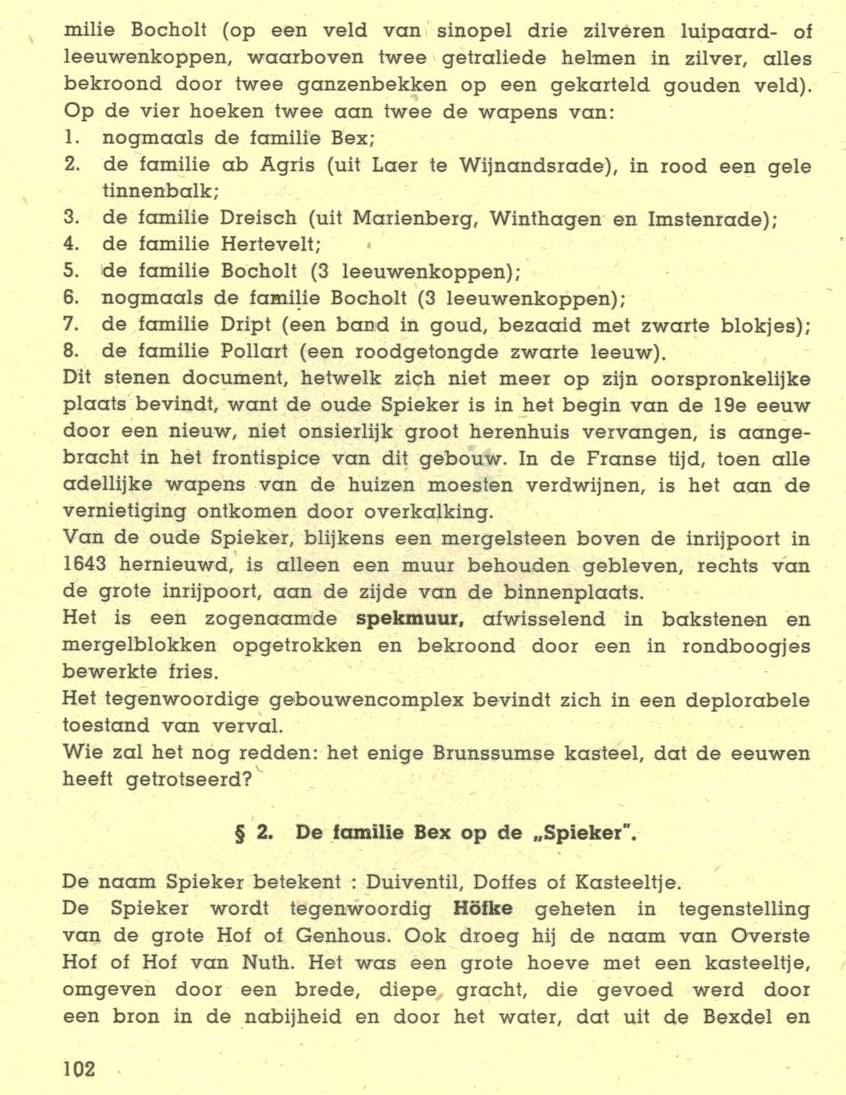 milie Bocholt (op een veld van sinopel drie zilveren luipaard- of
leeuwenkoppen, waarboven twee getraliede helmen in zilver, alles
bekroond door twee ganzenbekken op een gekarteld gouden veld).
Op de vier hoeken twee aan twee de wapens van:
1. nogmaals de familie Bex;
2. de familie ab Agris (uit Laer te Wijnandsrade), in rood een gele
tinnenbalk;
3. de familie Dreisch (uit Marienberg, Winthagen en Imstenrade);
4. de familie Hertevelt;
5. de familie Bocholt (3 leeuwenkoppen);
6. nogmaals de familie Bocholt (3 leeuwenkoppen);
7. de familie Dript (een band in goud, bezaaid met zwarte blokjes);
8. de familie Pollart (een roodgetongde zwarte leeuw).
Dit stenen document, hetwelk zich niet meer op zijn oorspronkelijke
plaats bevindt, want de oude Spieker is in het begin van de 19e eeuw
door een nieuw, niet onsierlijk groot herenhuis vervangen, is aange-
bracht in het frontispice van dit gebouw. In de Franse tijd, toen alle
adellijke wapens van de huizen moesten verdwijnen, is het aan de
vernietiging ontkomen door overkalking.
Van de oude Spieker, blijkens een mergelsteen boven de inrijpoort in
1643 hernieuwd, is alleen een muur behouden gebleven, rechts van
de grote inrijpoort, aan de zijde van de binnenplaats.
Het is een zogenaamde spekmuur, afwisselend in bakstenen en
mergelblokken opgetrokken en bekroond door een in rondboogjes
bewerkte fries.
Het tegenwoordige gebouwencomplex bevindt zich in een deplorabele
toestand van verval.
Wie zal het nog redden: het enige Brunssumse kasteel, dat de eeuwen
heeft getrotseerd?
§ 2. De familie Bex op de „Spieker".
De naam Spieker betekent : Duiventil, Doffes of Kasteeltje.
De Spieker wordt tegenwoordig Höfke geheten in tegenstelling
van de grote Hof of Genhous. Ook droeg hij de naam van Overste
Hof of Hof van Nuth. Het was een grote hoeve met een kasteeltje,
omgeven door een brede, diepe gracht, die gevoed werd door
een bron in de nabijheid en door het water, dat uit de Bexdel en
102